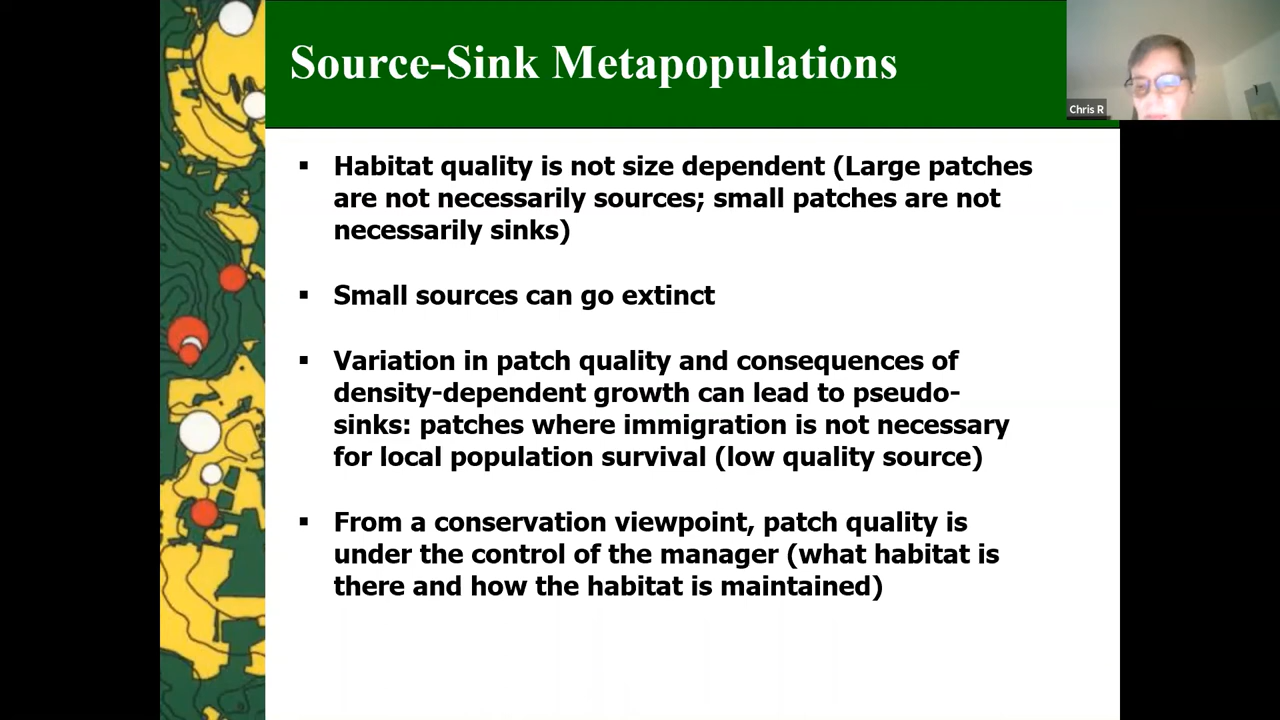 Source-Sink Metapopulations
Chris R
▪ Habitat quality is not size dependent (Large patches
are not necessarily sources; small patches are not
necessarily sinks)
▪ Small sources can go extinct
▪ Variation in patch quality and consequences of
density-dependent growth can lead to pseudo-
sinks: patches where immigration is not necessary
for local population survival (low quality source)
▪ From a conservation viewpoint, patch quality is
under the control of the manager (what habitat is
there and how the habitat is maintained)